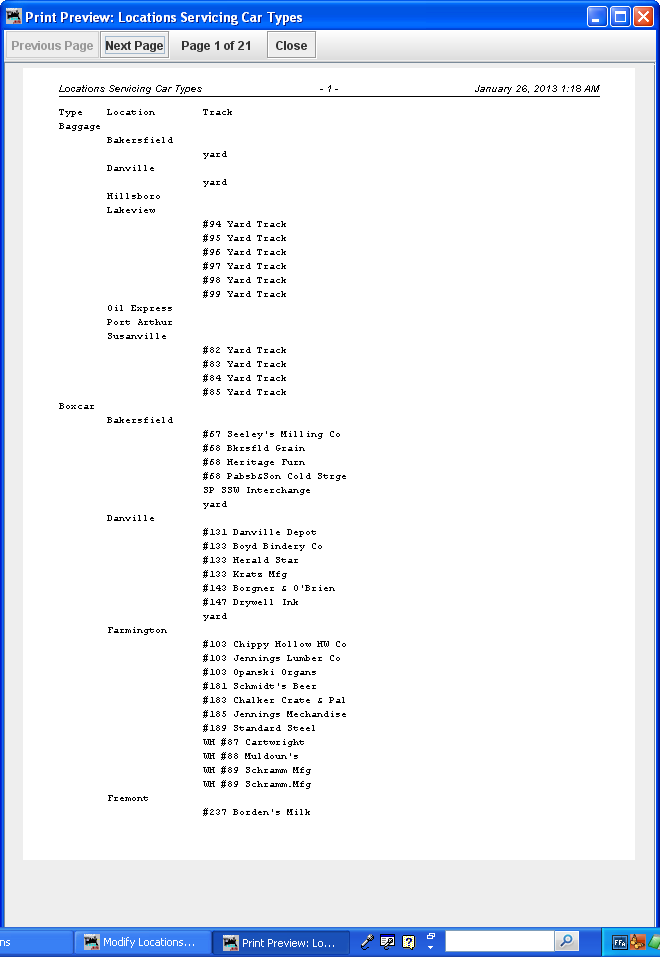 Print Preview: Locations Servicing Car Types
Previous Page Next Page Page 1 of 21 Close
Locations Servicing Car Types - 1 - January 26, 2013 1:18 AM
Type Location Track
Baggage
Bakersfield
yard
Danville
yard
Hillsboro
Lakeview
#94 Yard Track
#95 Yard Track
#96 Yard Track
#97 Yard Track
#98 Yard Track
#99 Yard Track
Oil Express
Port Arthur
Susanville
#82 Yard Track
#83 Yard Track
#84 Yard Track
#85 Yard Track
Boxcar
Bakersfield
#67 Seeley's Milling Co
#68 Bkrsfld Grain
#68 Heritage Furn
#68 Pabsb&Son Cold Strge
SP SSW Interchange
yard
Danville
#131 Danville Depot
#133 Boyd Bindery Co
#133 Herald Star
#133 Kratz Mfg
#143 Borgner & O'Brien
#147 Drywell Ink
yard
Farmington
#103 Chippy Hollow HW Co
#103 Jennings Lumber Co
#103 Opanski Organs
#181 Schmidt's Beer
#183 Chalker Crate & Pal
#185 Jennings Mechandise
#189 Standard Steel
WH #87 Cartwright
WH #88 Muldoun's
WH #89 Schramm Mfg
WH #89 Schramm.Mfg
Fremont
#237 Borden's Milk
ns Modify Locations... Print Preview: Lo...